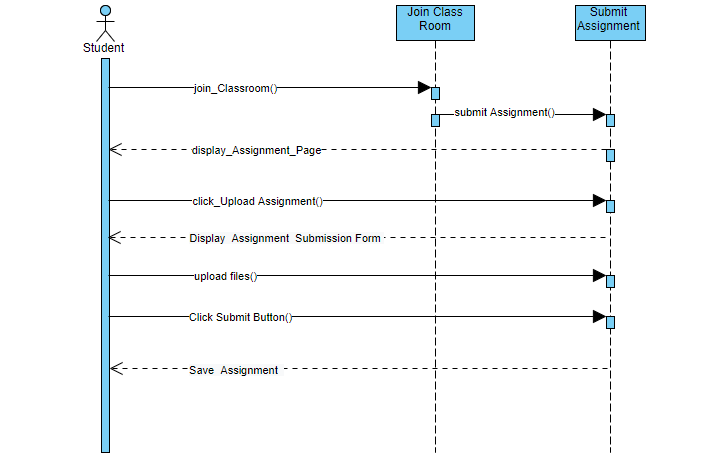 Join Class
Room
Submit
Assignment
Student
join_Classroom()
submit Assignment()
display_Assignment_Page
click_Upload Assignment()
Display Assignment Submission Form
upload files()
Click Submit Button()
Save Assignment